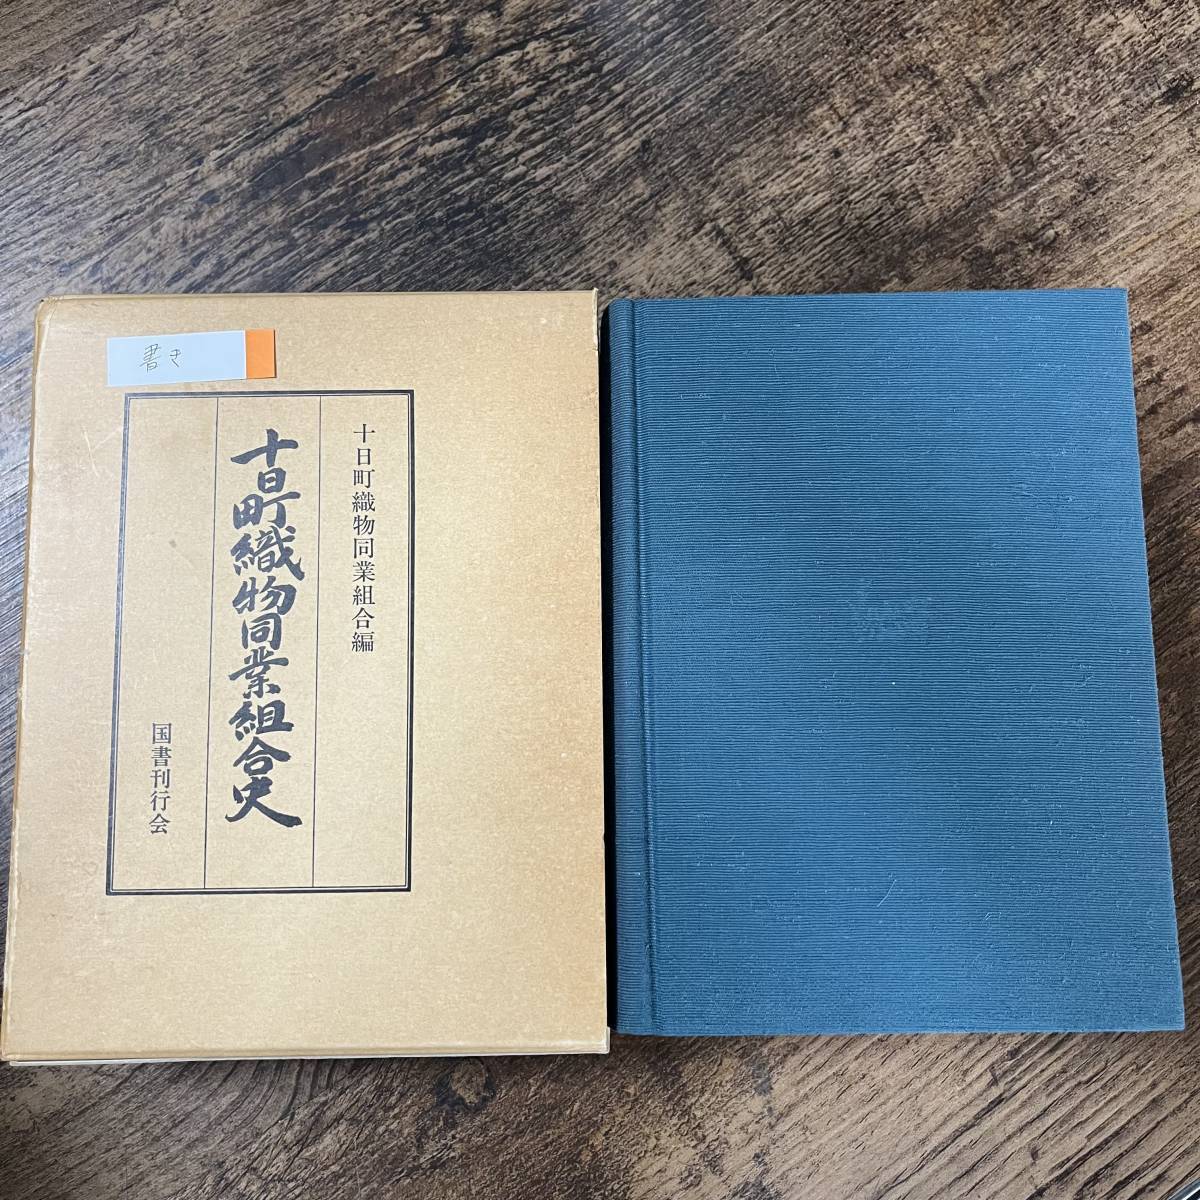 書き
十日町織物同業組合編
十日町織物同業組合史
国書刊行会